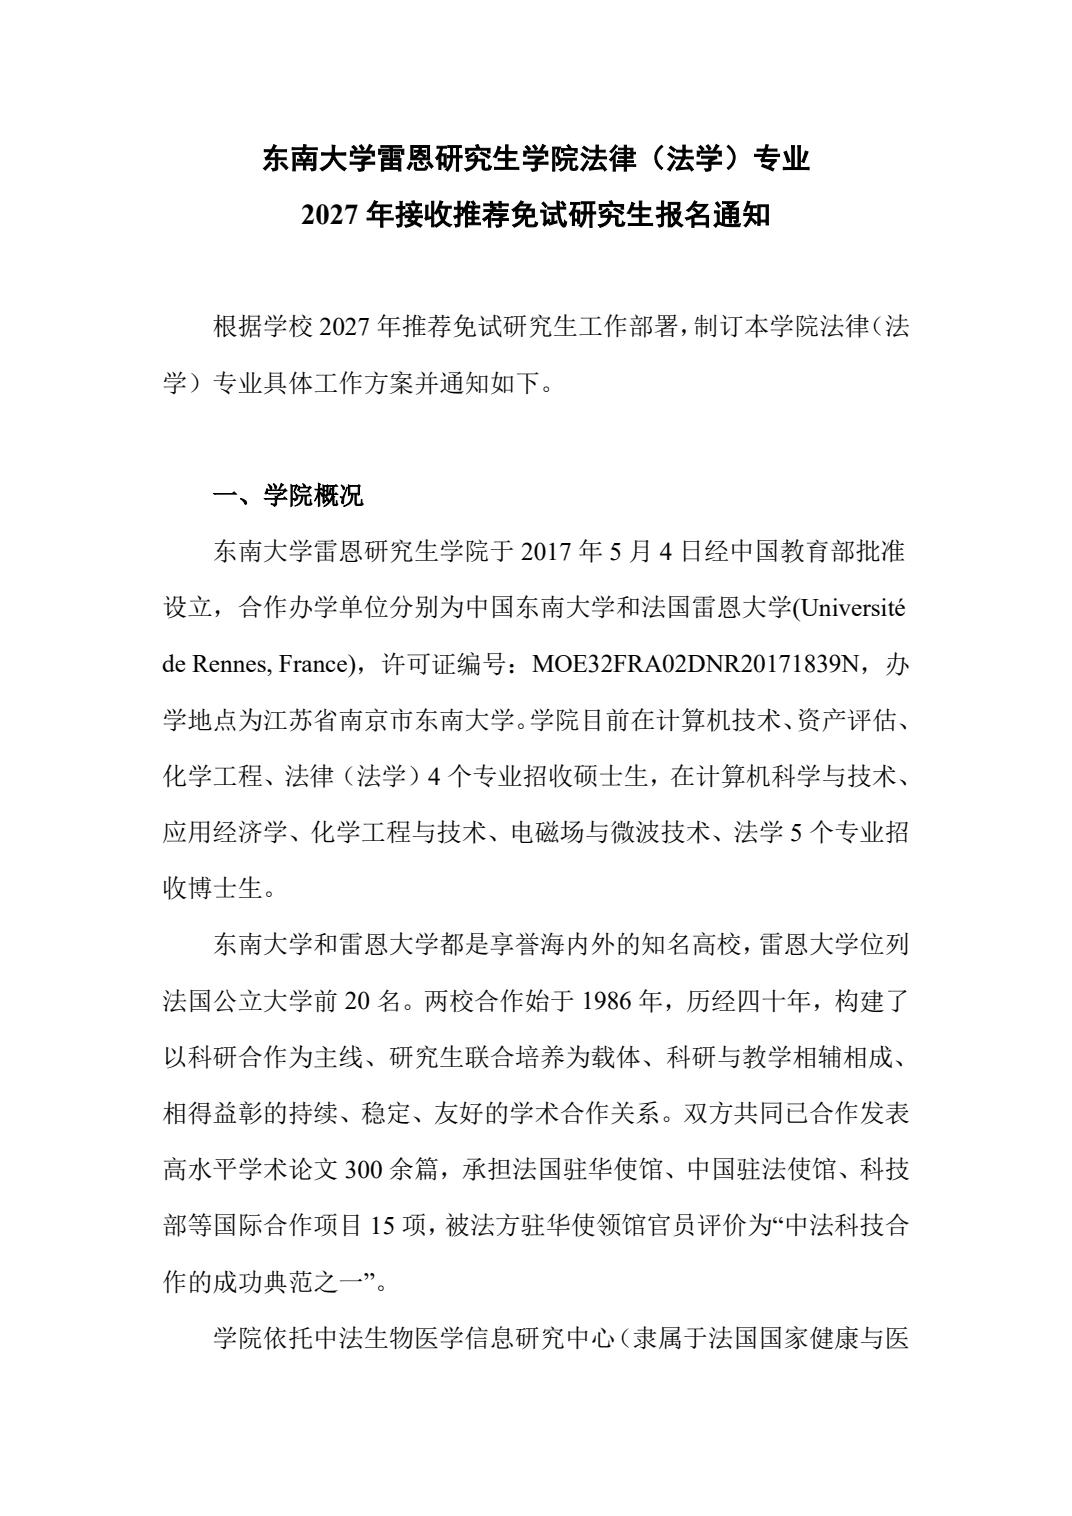 东南大学雷恩研究生学院法律（法学）专业
2027 年接收推荐免试研究生报名通知
根据学校 2027 年推荐免试研究生工作部署，制订本学院法律（法
学）专业具体工作方案并通知如下。
一、学院概况
东南大学雷恩研究生学院于 2017 年 5 月 4 日经中国教育部批准
设立，合作办学单位分别为中国东南大学和法国雷恩大学(Université
de Rennes, France)，许可证编号：MOE32FRA02DNR20171839N，办
学地点为江苏省南京市东南大学。学院目前在计算机技术、资产评估、
化学工程、法律（法学）4 个专业招收硕士生，在计算机科学与技术、
应用经济学、化学工程与技术、电磁场与微波技术、法学 5 个专业招
收博士生。
东南大学和雷恩大学都是享誉海内外的知名高校，雷恩大学位列
法国公立大学前 20 名。两校合作始于 1986 年，历经四十年，构建了
以科研合作为主线、研究生联合培养为载体、科研与教学相辅相成、
相得益彰的持续、稳定、友好的学术合作关系。双方共同已合作发表
高水平学术论文 300 余篇，承担法国驻华使馆、中国驻法使馆、科技
部等国际合作项目 15 项，被法方驻华使领馆官员评价为“中法科技合
作的成功典范之一”。
学院依托中法生物医学信息研究中心（隶属于法国国家健康与医